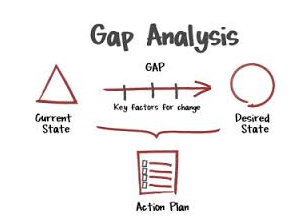 Gap Analysis
GAP
Key factors for change
Current
State
Desired
State
Action Plan